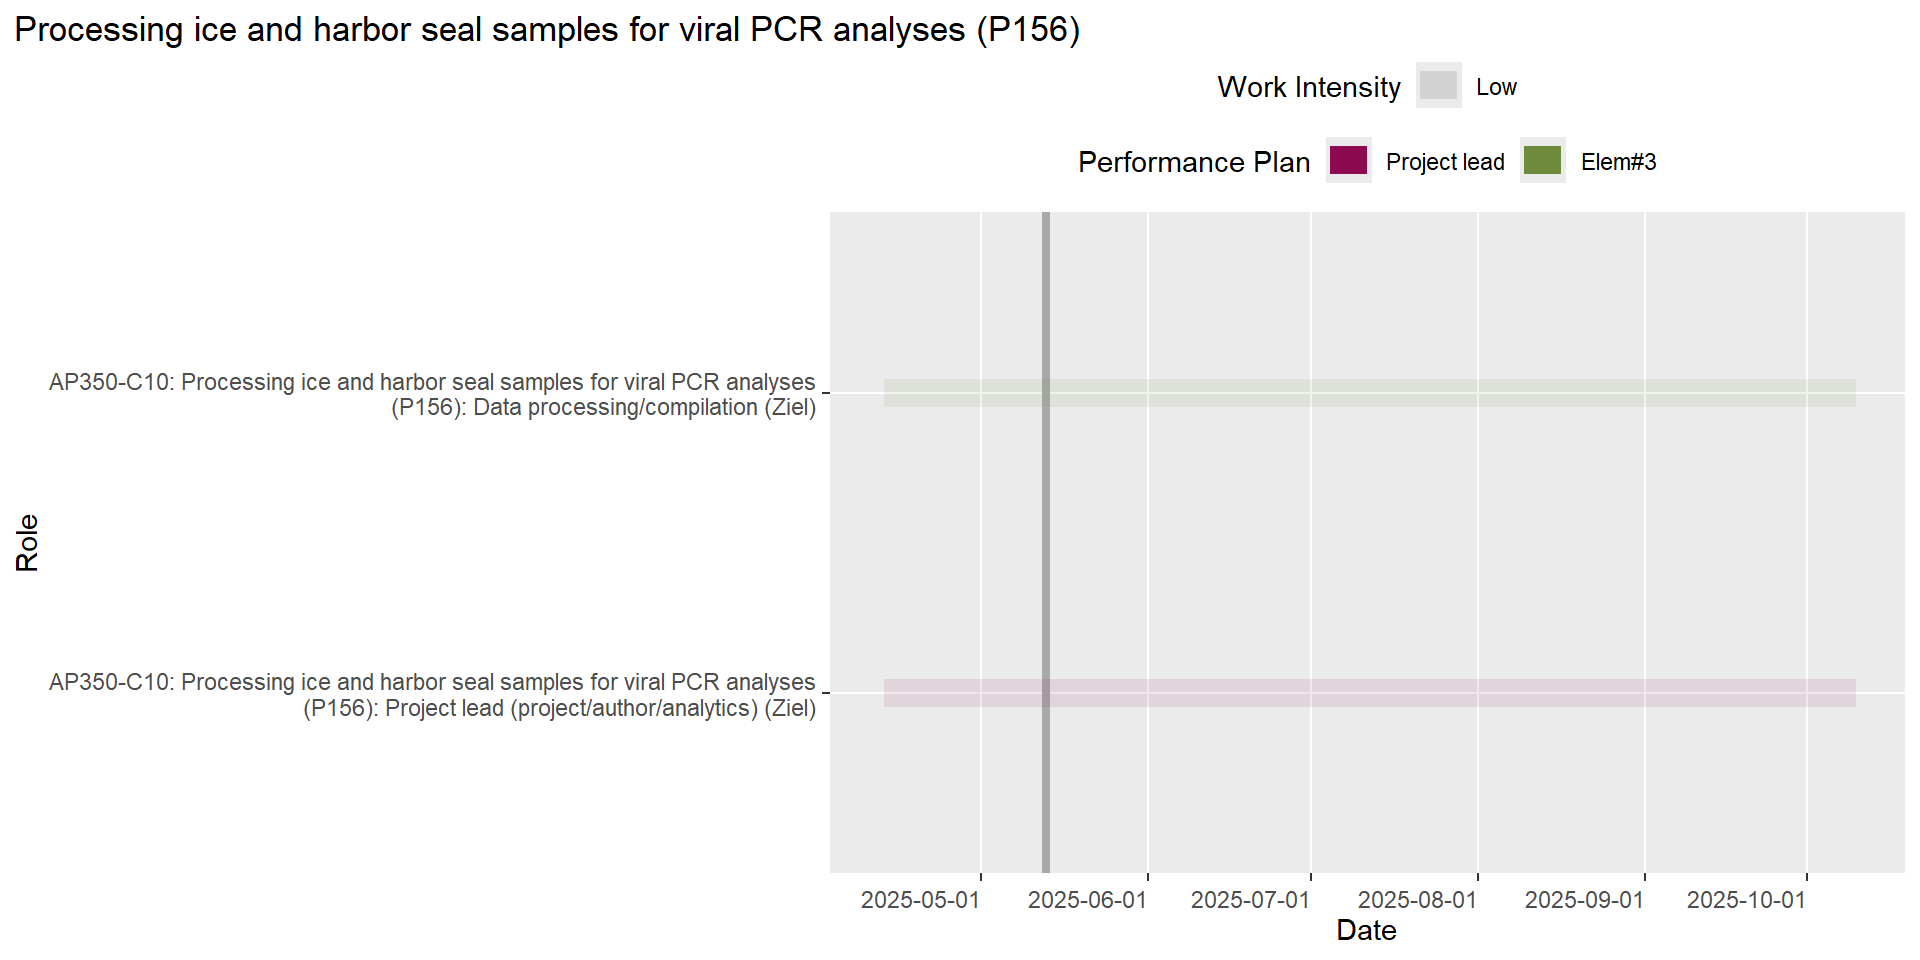 Processing ice and harbor seal samples for viral PCR analyses (P156)
Work Intensity Low
Performance Plan Project lead Elem#3
AP350-C10: Processing ice and harbor seal samples for viral PCR analyses
(P156): Data processing/compilation (Ziel)
Role
AP350-C10: Processing ice and harbor seal samples for viral PCR analyses
(P156): Project lead (project/author/analytics) (Ziel)
2025-05-01 2025-06-01 2025-07-01 2025-08-01 2025-09-01 2025-10-01
Date